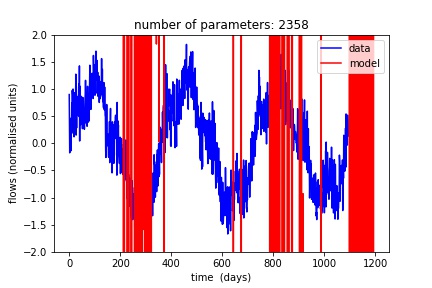 number of parameters: 2358
data
model
flows (normalised units)
2.0
1.5
1.0
0.5
0.0
−0.5
−1.0
−1.5
−2.0
0 200 400 600 800 1000 1200
time (days)